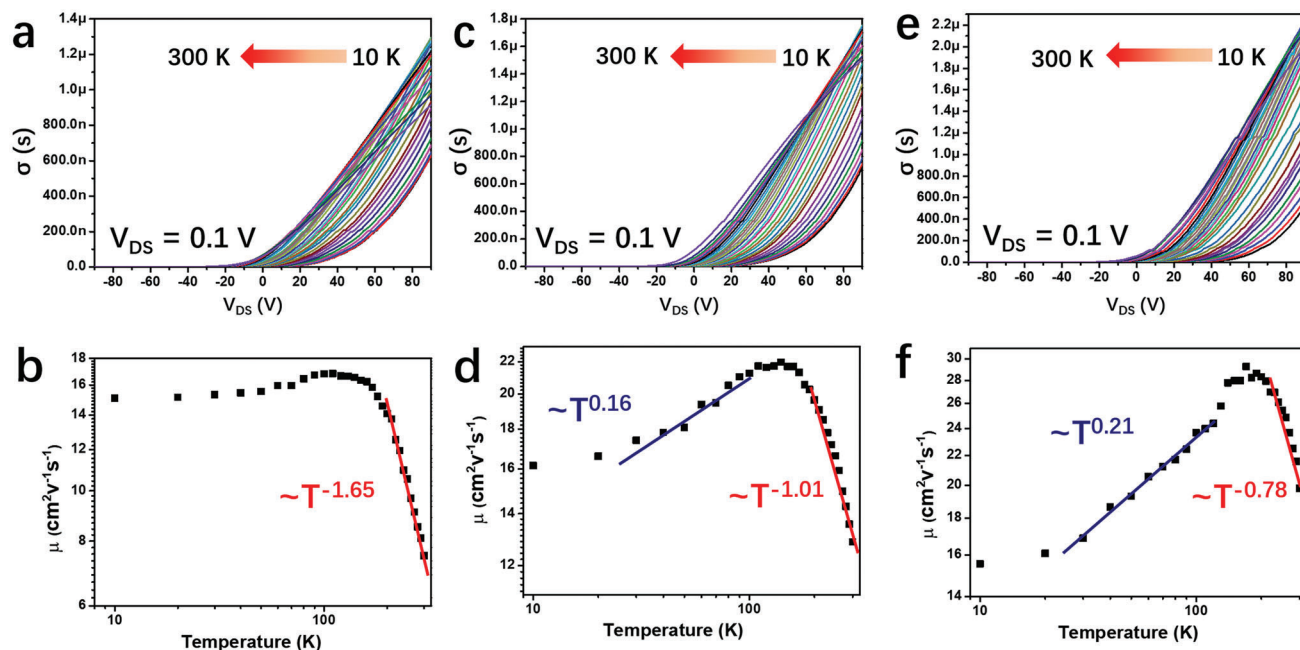 a
1.4μ
1.2μ
1.0μ
800.0n
600.0n
400.0n
200.0n
0.0
σ (s)
300 K
10 K
V_DS = 0.1 V
-80 -60 -40 -20 0 20 40 60 80
V_DS (V)
c
1.8μ
1.6μ
1.4μ
1.2μ
1.0μ
800.0n
600.0n
400.0n
200.0n
0.0
σ (s)
300 K
10 K
V_DS = 0.1 V
-80 -60 -40 -20 0 20 40 60 80
V_DS (V)
e
2.2μ
2.0μ
1.8μ
1.6μ
1.4μ
1.2μ
1.0μ
800.0n
600.0n
400.0n
200.0n
0.0
σ (s)
300 K
10 K
V_DS = 0.1 V
-80 -60 -40 -20 0 20 40 60 80
V_DS (V)
b
18
16
14
12
10
8
6
μ (cm²v⁻¹s⁻¹)
~T^-1.65
10 100
Temperature (K)
d
22
20
18
16
14
12
μ (cm²v⁻¹s⁻¹)
~T^0.16
~T^-1.01
10 100
Temperature (K)
f
30
28
26
24
22
20
18
16
14
μ (cm²v⁻¹s⁻¹)
~T^0.21
~T^-0.78
10 100
Temperature (K)